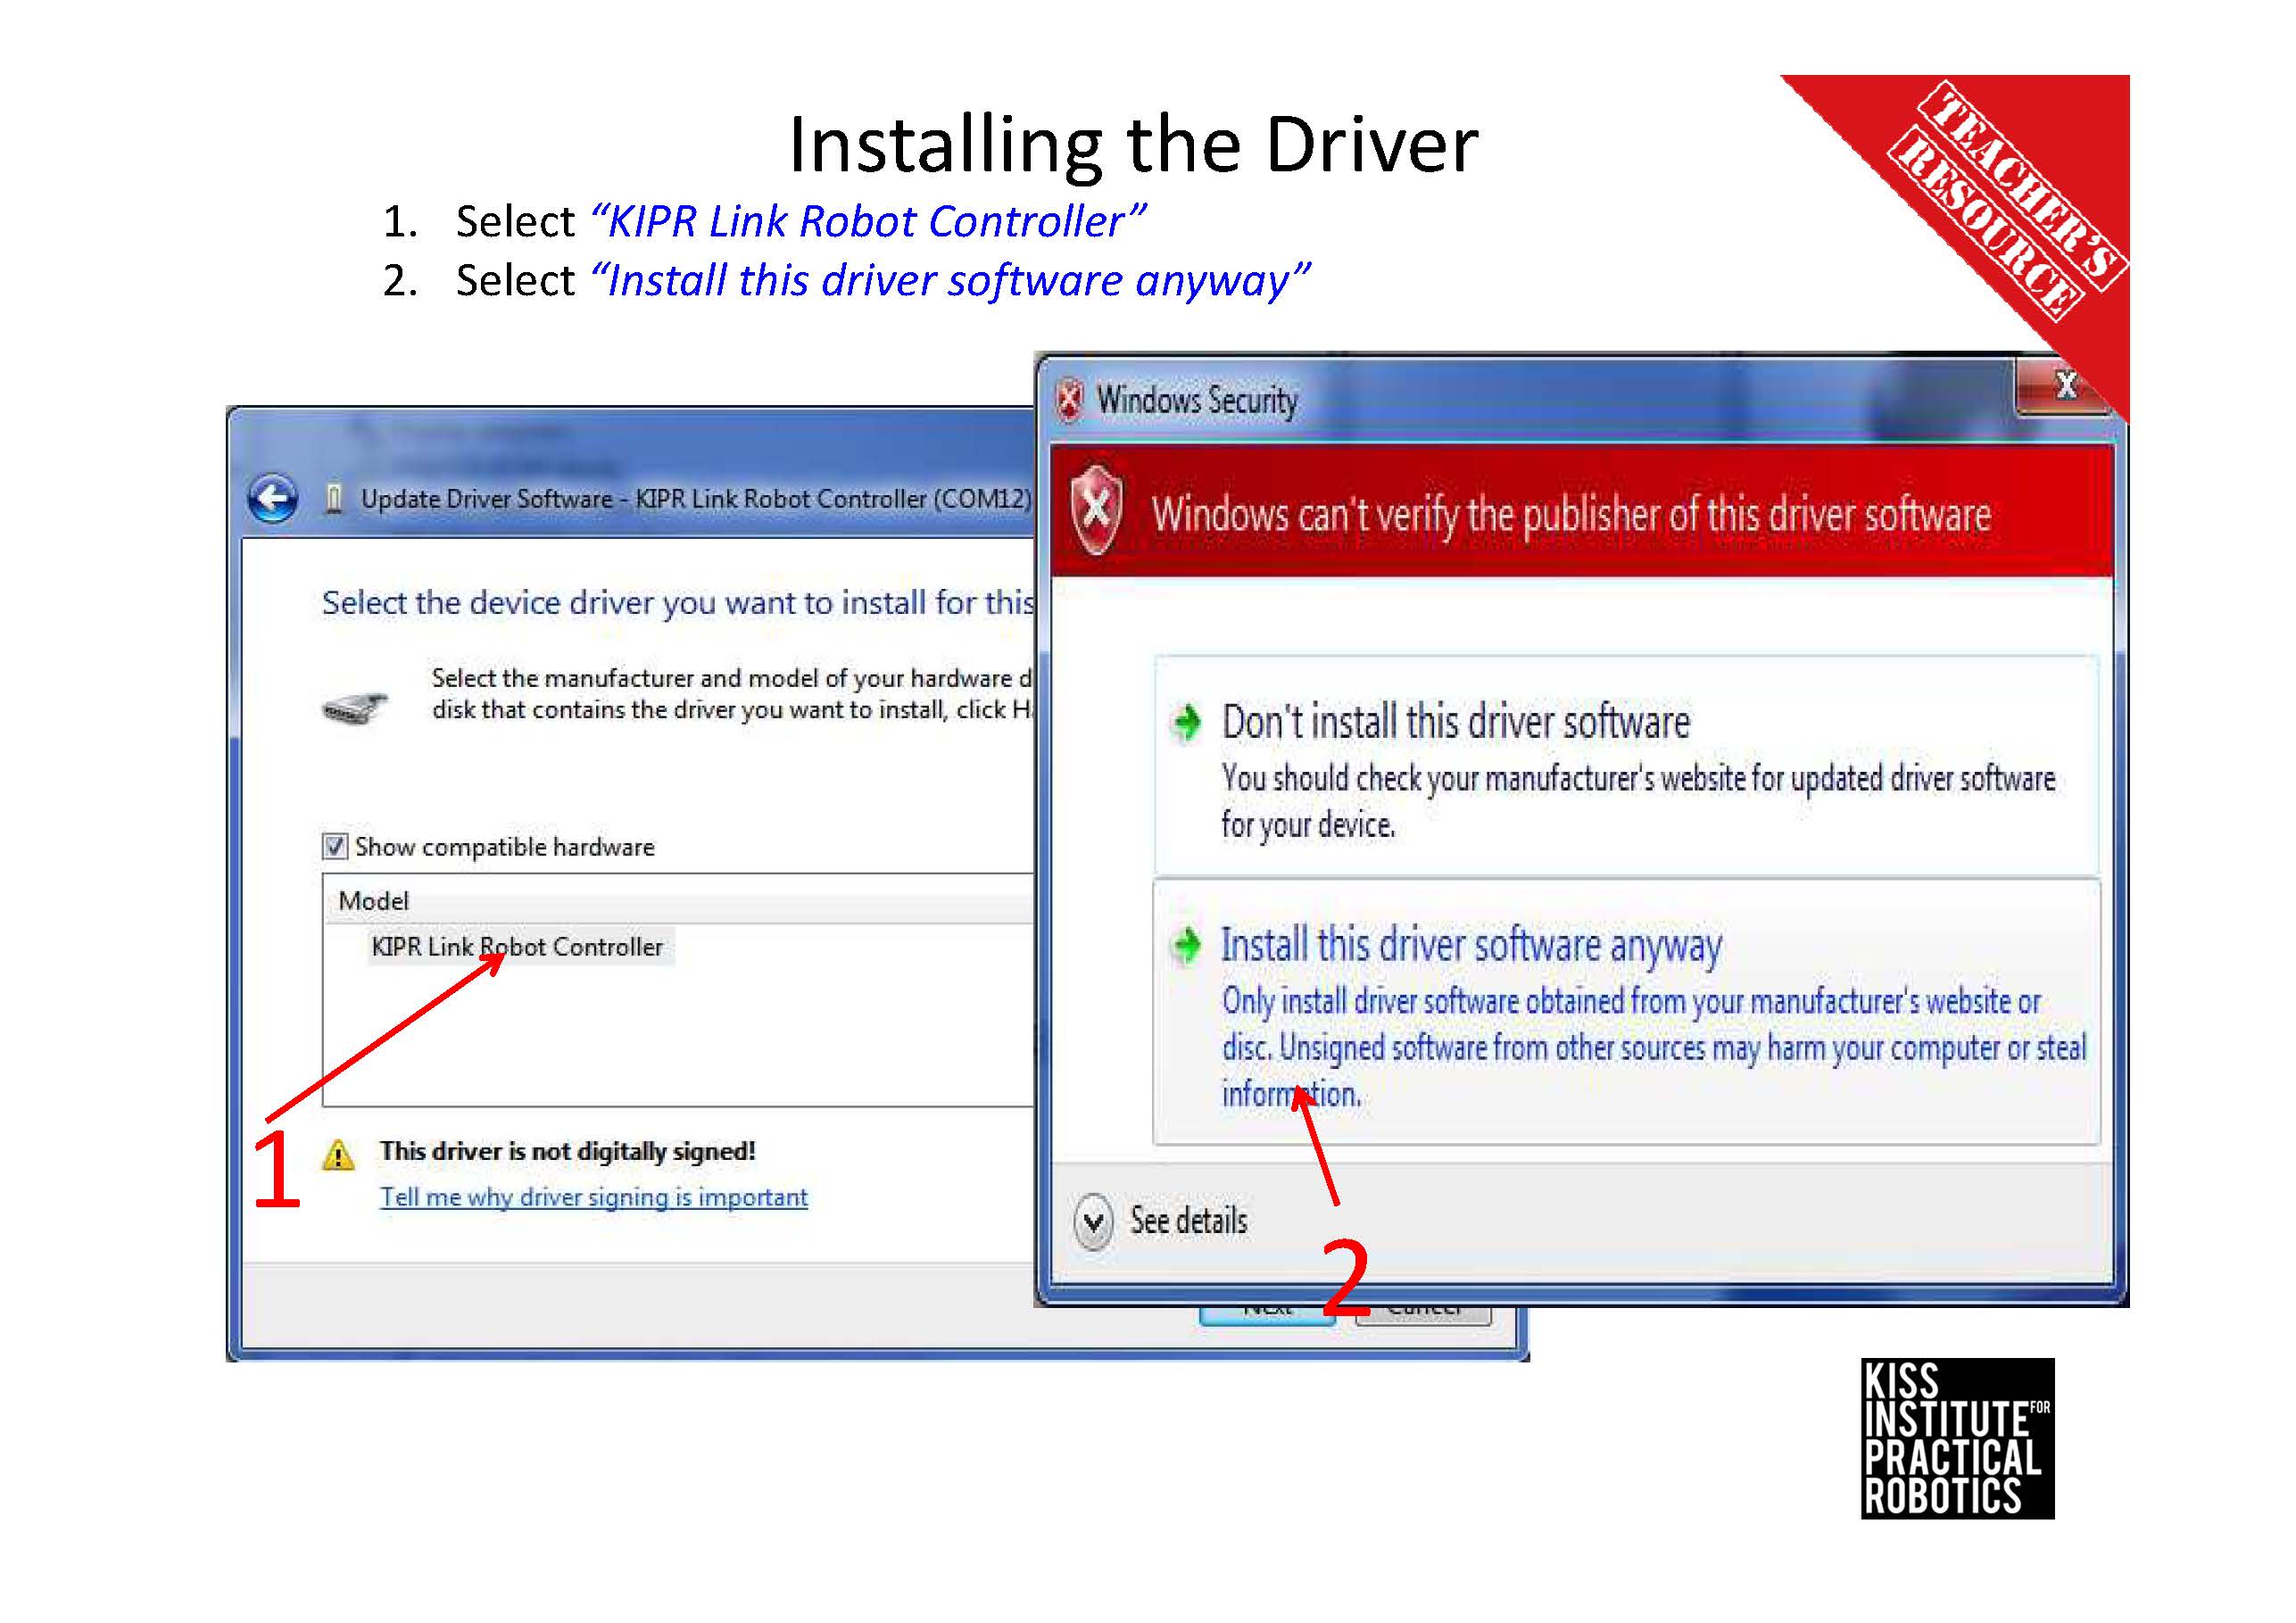 Installing the Driver
TEACHER'S
RESOURCE
1. Select “KIPR Link Robot Controller”
2. Select “Install this driver software anyway”
Update Driver Software - KIPR Link Robot Controller (COM12)
Select the device driver you want to install for this
Select the manufacturer and model of your hardware d
disk that contains the driver you want to install, click H
Show compatible hardware
Model
KIPR Link Robot Controller
1
This driver is not digitally signed!
Tell me why driver signing is important
Windows Security
X
Windows can't verify the publisher of this driver software
Don't install this driver software
You should check your manufacturer's website for updated driver software
for your device.
Install this driver software anyway
Only install driver software obtained from your manufacturer's website or
disc. Unsigned software from other sources may harm your computer or steal
information.
See details
2
Next
Cancel
KISS
INSTITUTE FOR
PRACTICAL
ROBOTICS